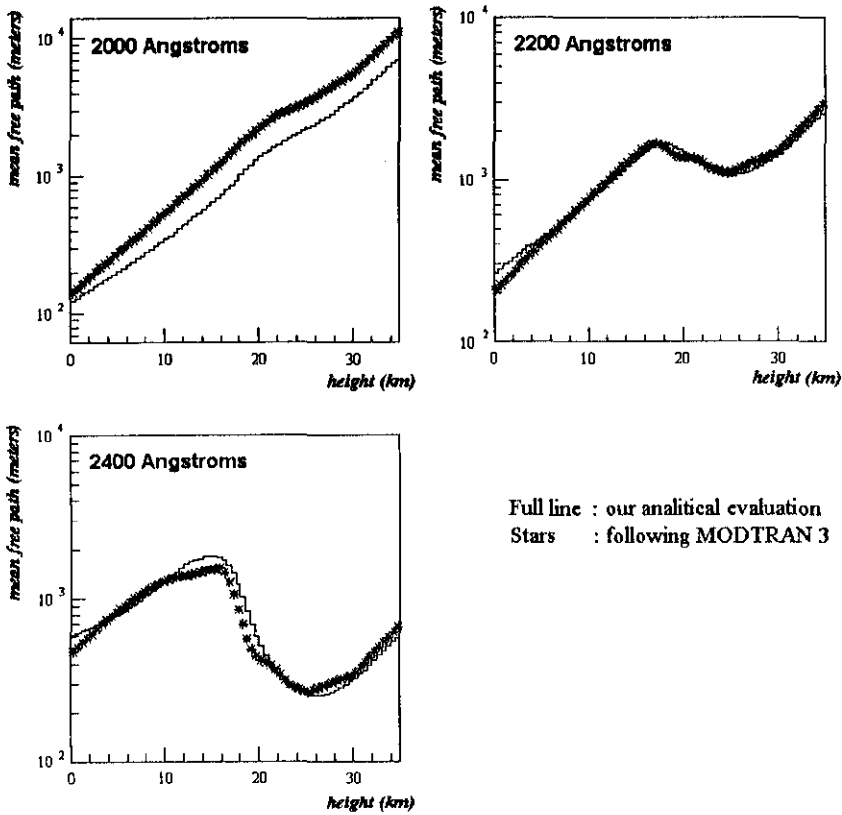 2000 Angstroms
mean free path (meters)
10 4
10 3
10 2
0 10 20 30
height (km)
2200 Angstroms
mean free path (meters)
10 4
10 3
10 2
0 10 20 30
height (km)
2400 Angstroms
mean free path (meters)
10 4
10 3
10 2
0 10 20 30
height (km)
Full line : our analitical evaluation
Stars : following MODTRAN 3